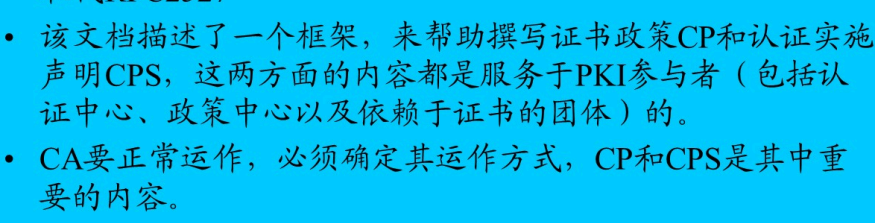 • 该文档描述了一个框架，来帮助撰写证书政策CP和认证实施
声明CPS，这两方面的内容都是服务于PKI参与者（包括认
证中心、政策中心以及依赖于证书的团体）的。
• CA要正常运作，必须确定其运作方式，CP和CPS是其中重
要的内容。